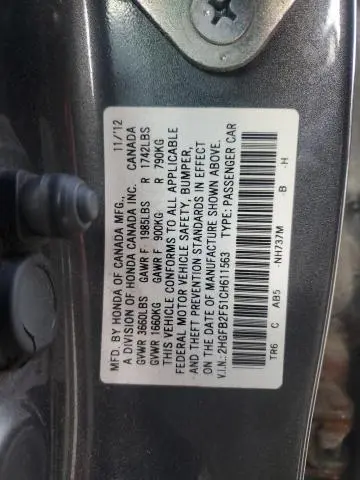 MFD. BY HONDA OF CANADA MFG., 11/12
A DIVISION OF HONDA CANADA INC. CANADA
GVWR 3660LBS GAWR F 1985LBS R 1742LBS
GVWR 1660KG GAWR F 900KG R 790KG
THIS VEHICLE CONFORMS TO ALL APPLICABLE
FEDERAL MOTOR VEHICLE SAFETY, BUMPER,
THEFT PREVENTION STANDARDS IN EFFECT
ON THE DATE OF MANUFACTURE SHOWN ABOVE.
V.I.N.: 2HGFB2F51CH611563 TYPE: PASSENGER CAR
TR6 C AB5 NH737M B H